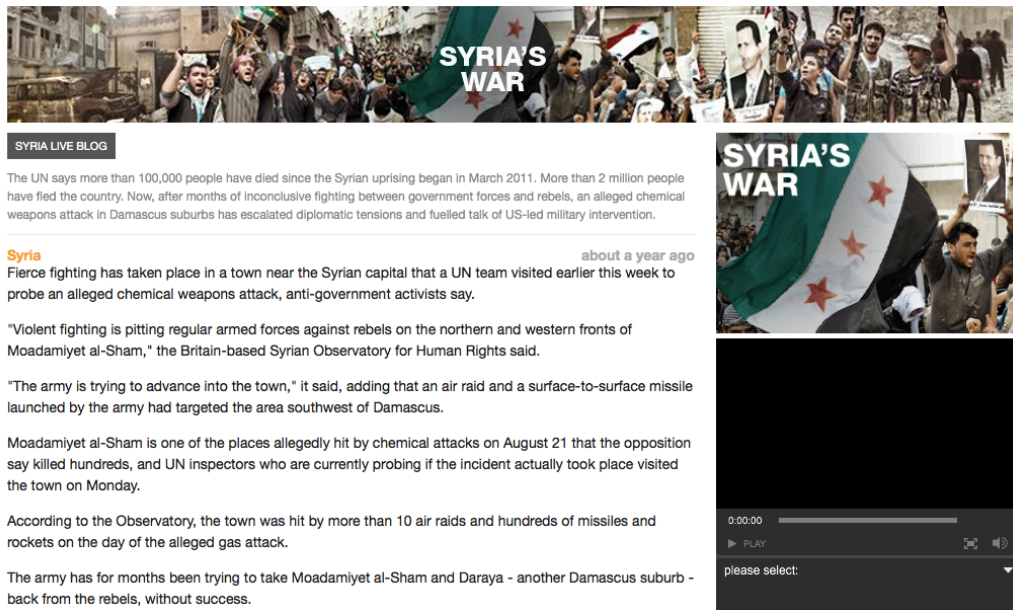 SYRIA'S
WAR
SYRIA LIVE BLOG
The UN says more than 100,000 people have died since the Syrian uprising began in March 2011. More than 2 million people
have fled the country. Now, after months of inconclusive fighting between government forces and rebels, an alleged chemical
weapons attack in Damascus suburbs has escalated diplomatic tensions and fuelled talk of US-led military intervention.
Syria about a year ago
Fierce fighting has taken place in a town near the Syrian capital that a UN team visited earlier this week to
probe an alleged chemical weapons attack, anti-government activists say.
"Violent fighting is pitting regular armed forces against rebels on the northern and western fronts of
Moadamiyet al-Sham," the Britain-based Syrian Observatory for Human Rights said.
"The army is trying to advance into the town," it said, adding that an air raid and a surface-to-surface missile
launched by the army had targeted the area southwest of Damascus.
Moadamiyet al-Sham is one of the places allegedly hit by chemical attacks on August 21 that the opposition
say killed hundreds, and UN inspectors who are currently probing if the incident actually took place visited
the town on Monday.
According to the Observatory, the town was hit by more than 10 air raids and hundreds of missiles and
rockets on the day of the alleged gas attack.
The army has for months been trying to take Moadamiyet al-Sham and Daraya - another Damascus suburb -
back from the rebels, without success.
SYRIA'S
WAR
0:00:00
PLAY
please select: